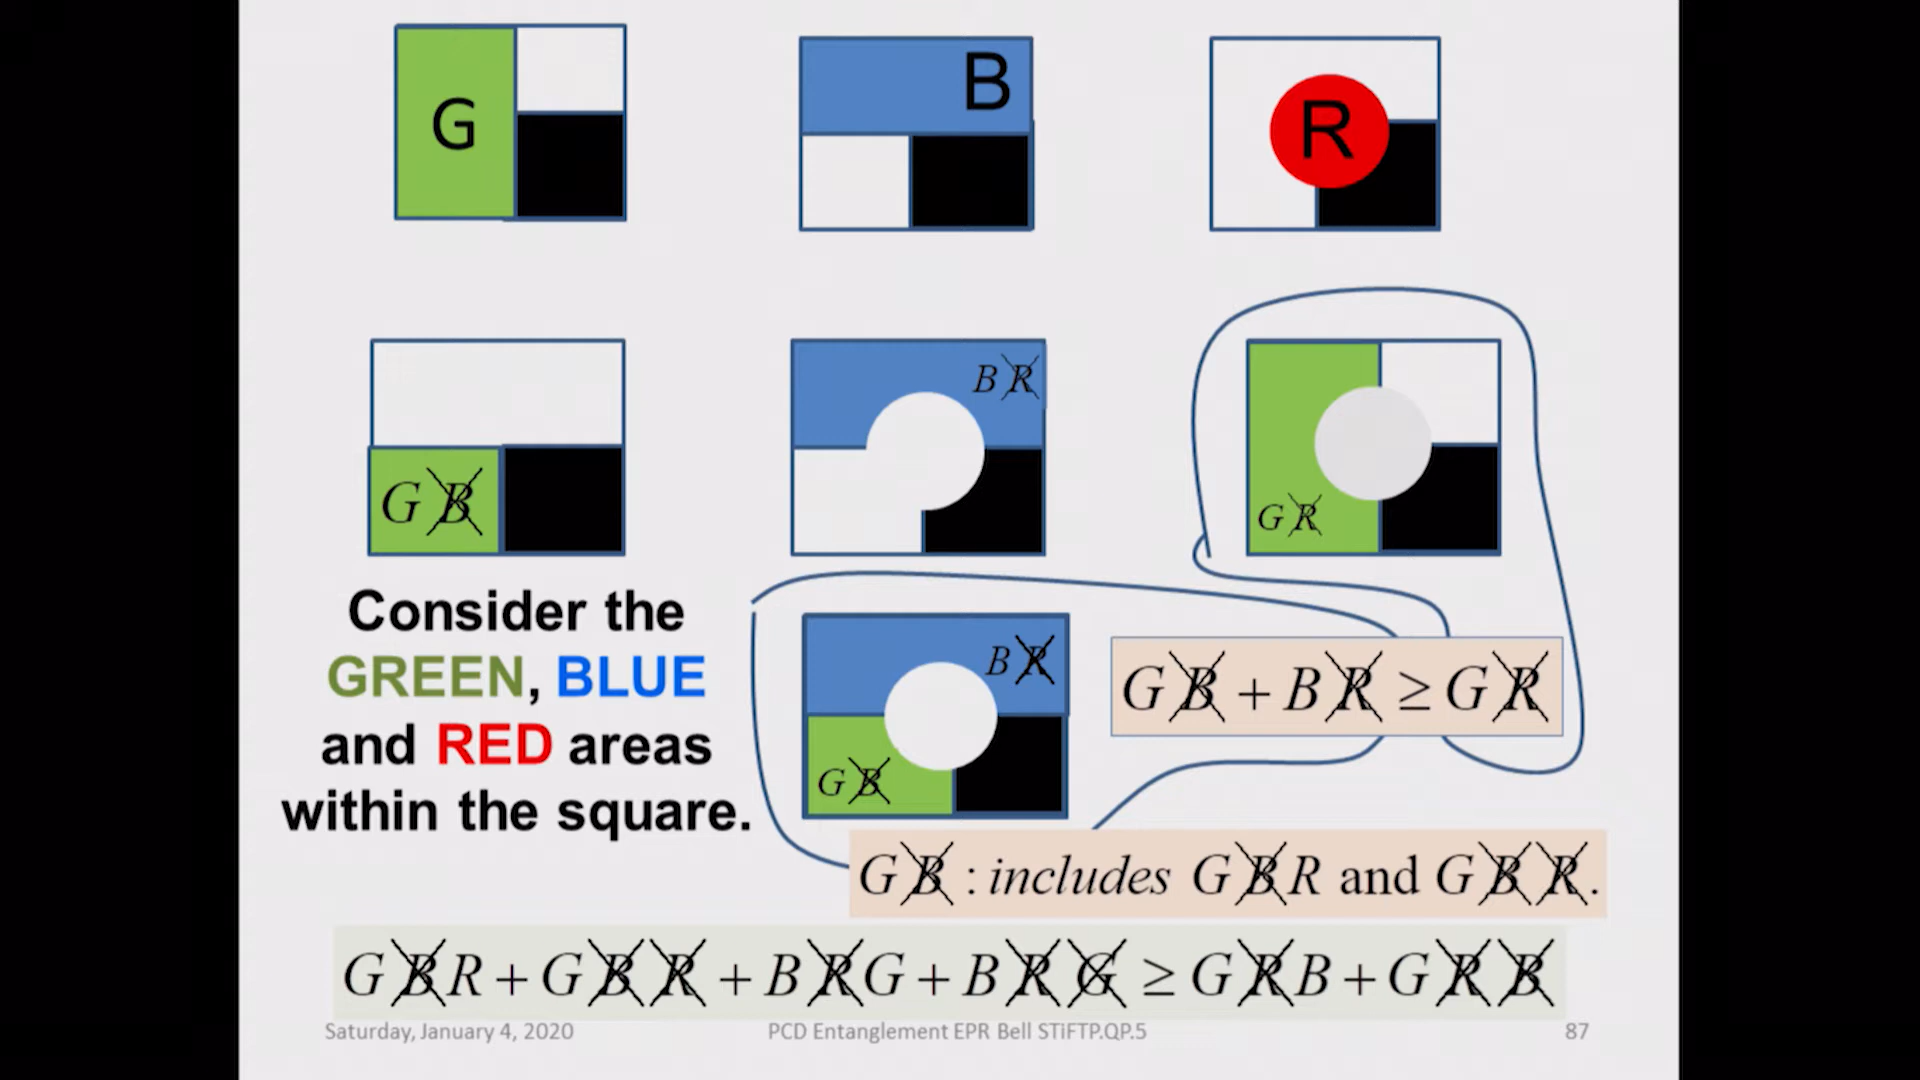 G
B
R
B R̸
G B̸
G R̸
Consider the
GREEN, BLUE
and RED areas
within the square.
B R̸
G B̸
G B̸ + B R̸ ≥ G R̸
G B̸ : includes G B̸ R and G B̸ R̸ .
G B̸ R + G B̸ R̸ + B R̸ G + B R̸ G̸ ≥ G R̸ B + G R̸ B̸
Saturday, January 4, 2020
PCD Entanglement EPR Bell STiFTP.QP.5
87